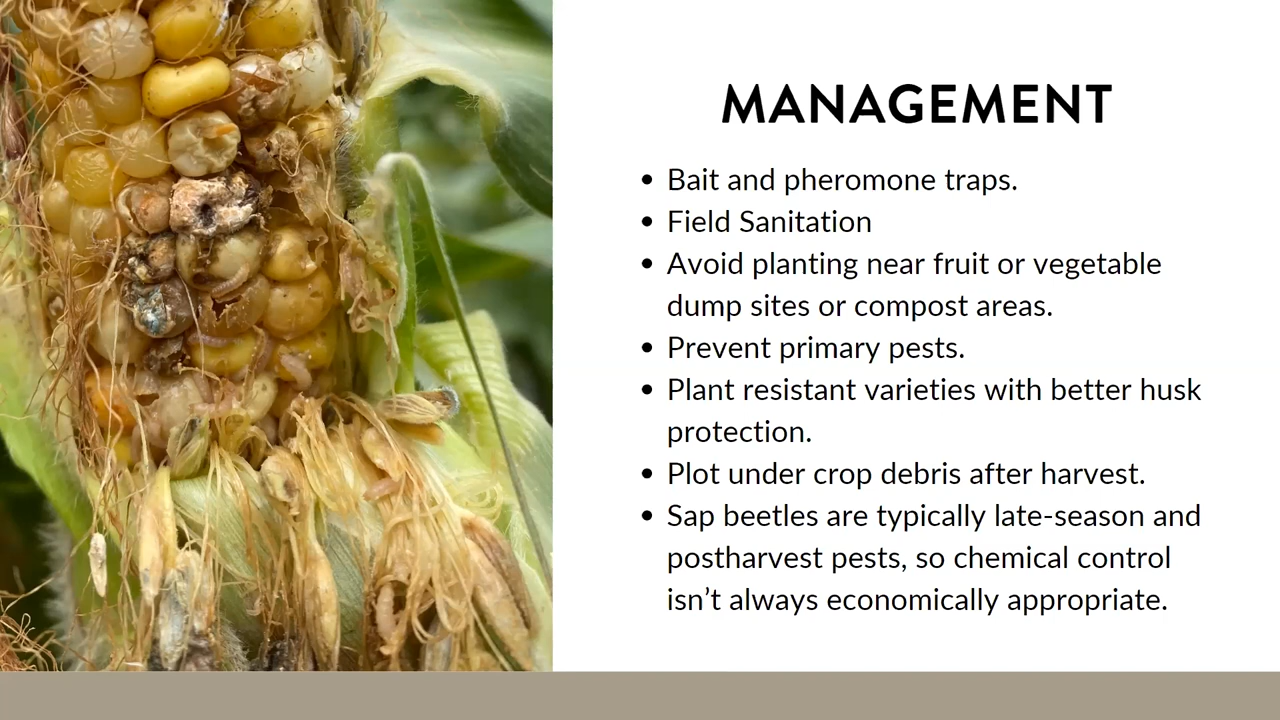 MANAGEMENT
• Bait and pheromone traps.
• Field Sanitation
• Avoid planting near fruit or vegetable
dump sites or compost areas.
• Prevent primary pests.
• Plant resistant varieties with better husk
protection.
• Plot under crop debris after harvest.
• Sap beetles are typically late-season and
postharvest pests, so chemical control
isn’t always economically appropriate.